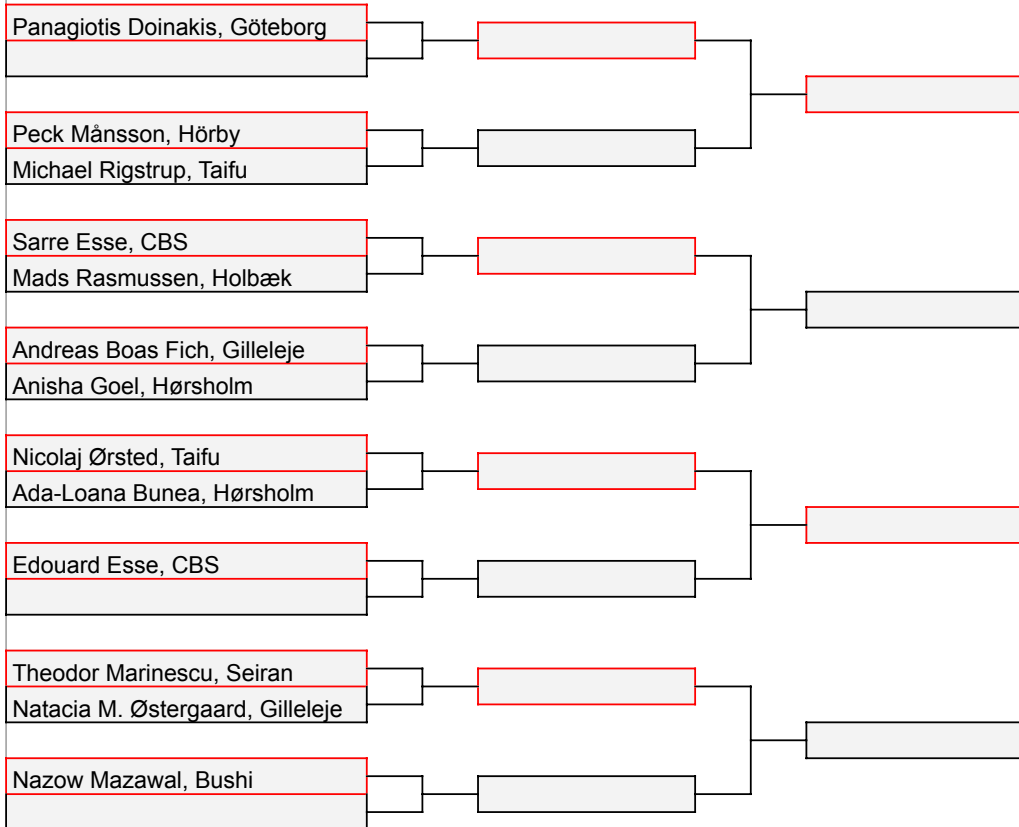 Panagiotis Doinakis, Göteborg
Peck Månsson, Hörby
Michael Rigstrup, Taifu
Sarre Esse, CBS
Mads Rasmussen, Holbæk
Andreas Boas Fich, Gilleleje
Anisha Goel, Hørsholm
Nicolaj Ørsted, Taifu
Ada-Loana Bunea, Hørsholm
Edouard Esse, CBS
Theodor Marinescu, Seiran
Natacia M. Østergaard, Gilleleje
Nazow Mazawal, Bushi